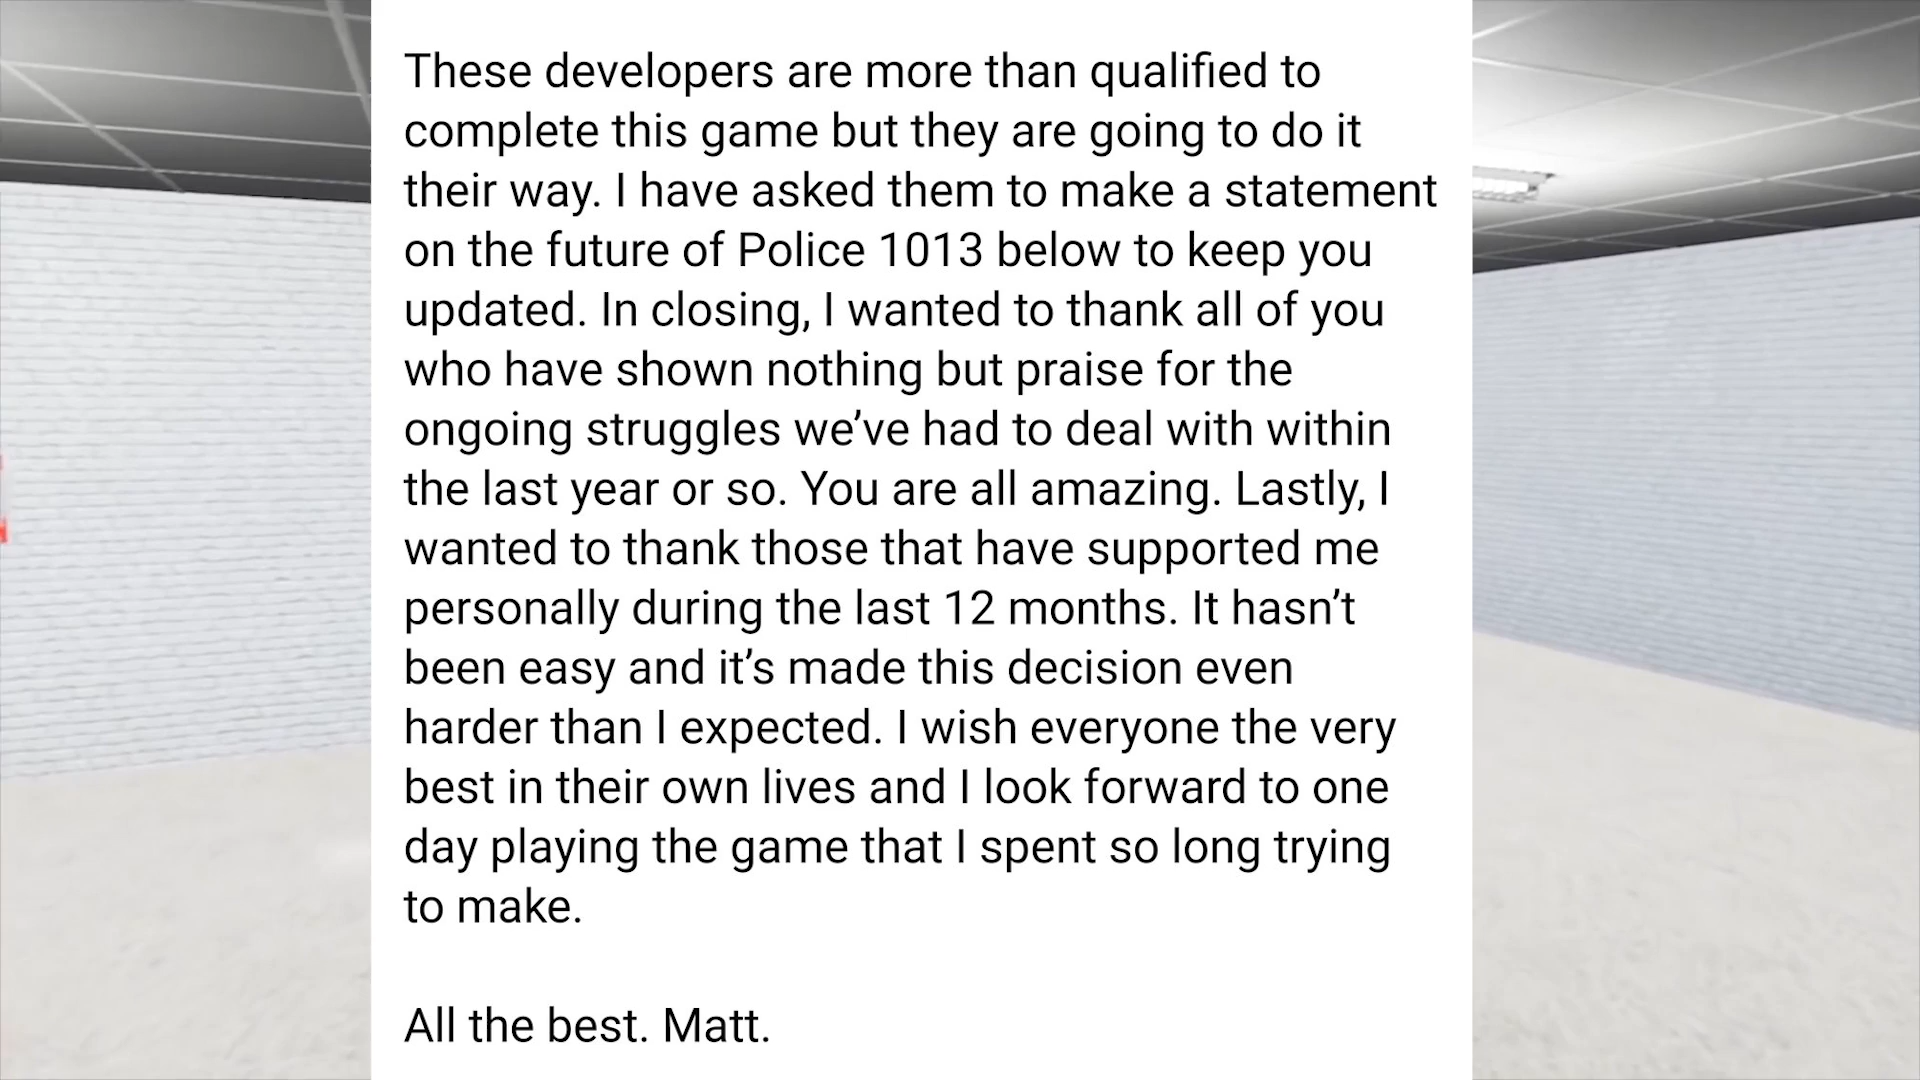 These developers are more than qualified to
complete this game but they are going to do it
their way. I have asked them to make a statement
on the future of Police 1013 below to keep you
updated. In closing, I wanted to thank all of you
who have shown nothing but praise for the
ongoing struggles we’ve had to deal with within
the last year or so. You are all amazing. Lastly, I
wanted to thank those that have supported me
personally during the last 12 months. It hasn’t
been easy and it’s made this decision even
harder than I expected. I wish everyone the very
best in their own lives and I look forward to one
day playing the game that I spent so long trying
to make.
All the best. Matt.